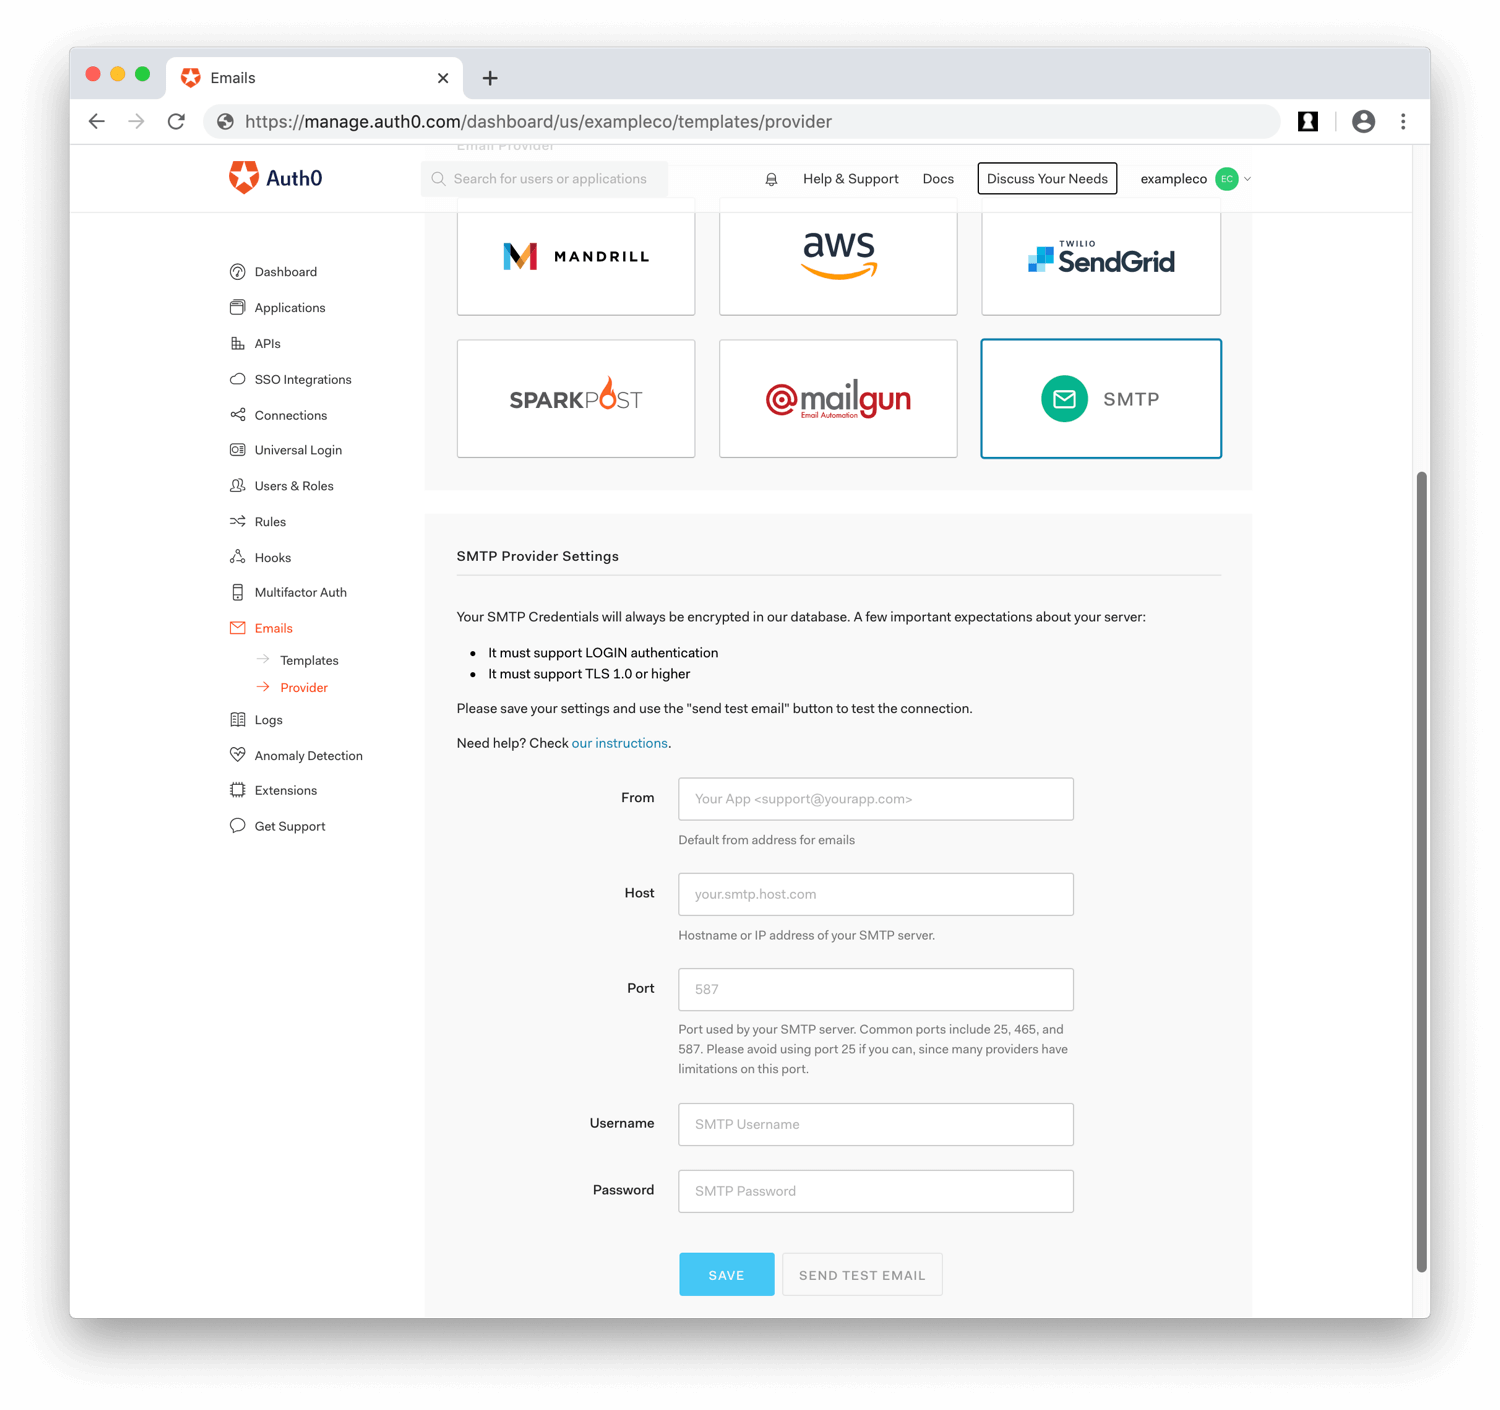 Emails
https://manage.auth0.com/dashboard/us/exampleco/templates/provider
Email Provider
Auth0
Search for users or applications
Help & Support
Docs
Discuss Your Needs
exampleco
EC
Dashboard
Applications
APIs
SSO Integrations
Connections
Universal Login
Users & Roles
Rules
Hooks
Multifactor Auth
Emails
Templates
Provider
Logs
Anomaly Detection
Extensions
Get Support
MANDRILL
aws
TWILIO
SendGrid
SPARKPOST
@mailgun
Email Automation
SMTP
SMTP Provider Settings
Your SMTP Credentials will always be encrypted in our database. A few important expectations about your server:
• It must support LOGIN authentication
• It must support TLS 1.0 or higher
Please save your settings and use the "send test email" button to test the connection.
Need help? Check our instructions.
From
Your App <support@yourapp.com>
Default from address for emails
Host
your.smtp.host.com
Hostname or IP address of your SMTP server.
Port
587
Port used by your SMTP server. Common ports include 25, 465, and
587. Please avoid using port 25 if you can, since many providers have
limitations on this port.
Username
SMTP Username
Password
SMTP Password
SAVE
SEND TEST EMAIL